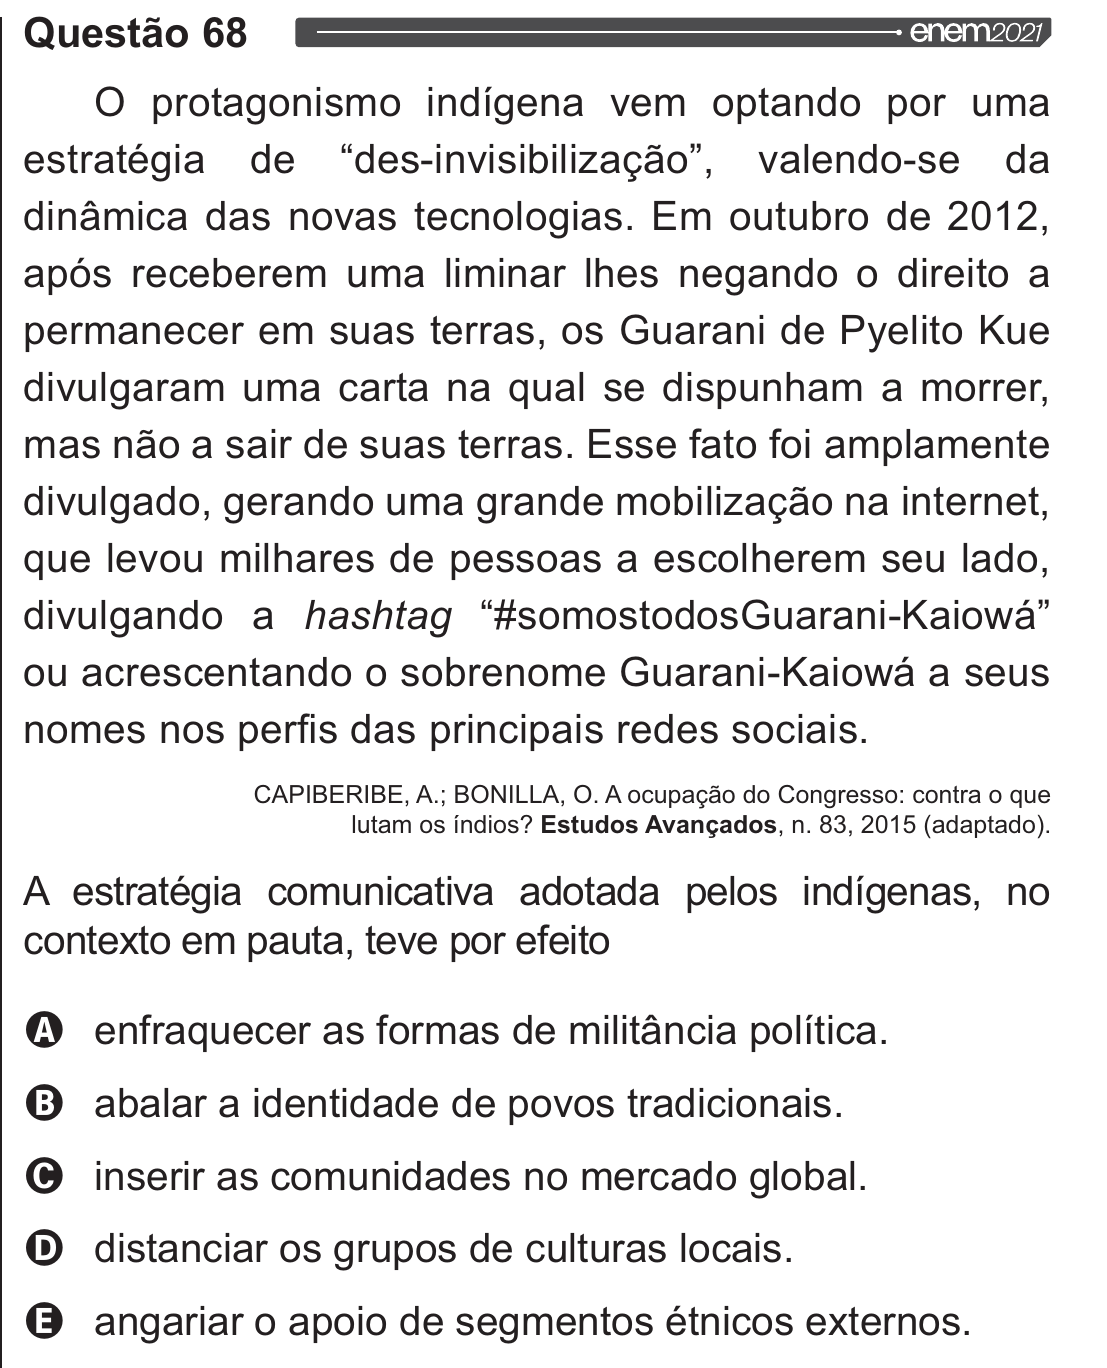 Questão 68
enem2021
O protagonismo indígena vem optando por uma
estratégia de “des-invisibilização”, valendo-se da
dinâmica das novas tecnologias. Em outubro de 2012,
após receberem uma liminar lhes negando o direito a
permanecer em suas terras, os Guarani de Pyelito Kue
divulgaram uma carta na qual se dispunham a morrer,
mas não a sair de suas terras. Esse fato foi amplamente
divulgado, gerando uma grande mobilização na internet,
que levou milhares de pessoas a escolherem seu lado,
divulgando a hashtag “#somostodosGuarani-Kaiowá”
ou acrescentando o sobrenome Guarani-Kaiowá a seus
nomes nos perfis das principais redes sociais.
CAPIBERIBE, A.; BONILLA, O. A ocupação do Congresso: contra o que
lutam os índios? Estudos Avançados, n. 83, 2015 (adaptado).
A estratégia comunicativa adotada pelos indígenas, no
contexto em pauta, teve por efeito
A enfraquecer as formas de militância política.
B abalar a identidade de povos tradicionais.
C inserir as comunidades no mercado global.
D distanciar os grupos de culturas locais.
E angariar o apoio de segmentos étnicos externos.